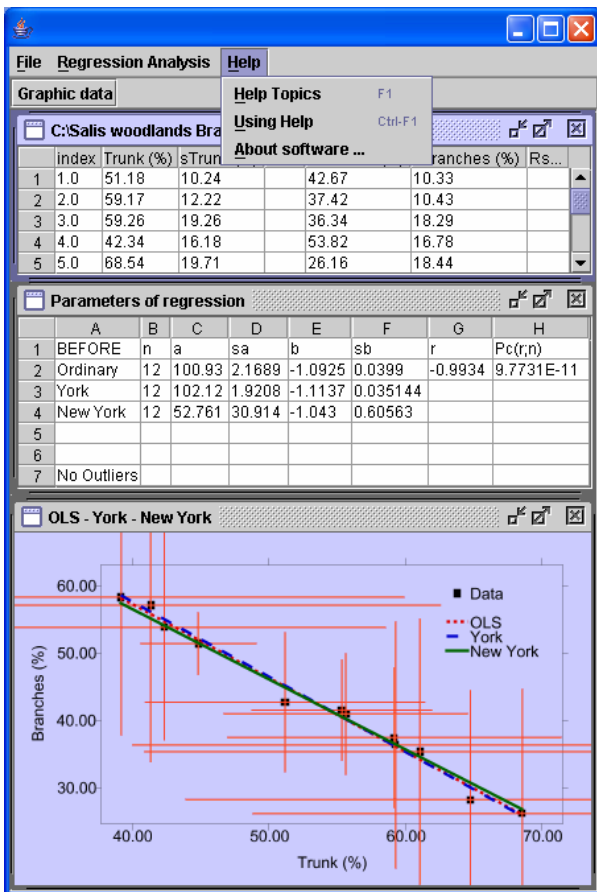 File Regression Analysis Help
Graphic data
Help Topics F1
Using Help Ctrl-F1
About software ...
C:\Salis woodlands Bra
index Trunk (%) sTrun ranches (%) Rs...
1 1.0 51.18 10.24 42.67 10.33
2 2.0 59.17 12.22 37.42 10.43
3 3.0 59.26 19.26 36.34 18.29
4 4.0 42.34 16.18 53.82 16.78
5 5.0 68.54 19.71 26.16 18.44
Parameters of regression
A B C D E F G H
1 BEFORE n a sa b sb r Pc(r;n)
2 Ordinary 12 100.93 2.1689 -1.0925 0.0399 -0.9934 9.7731E-11
3 York 12 102.12 1.9208 -1.1137 0.035144
4 New York 12 52.761 30.914 -1.043 0.60563
5
6
7 No Outliers
OLS - York - New York
60.00
50.00
40.00
30.00
Branches (%)
Data
OLS
York
New York
40.00 50.00 60.00 70.00
Trunk (%)